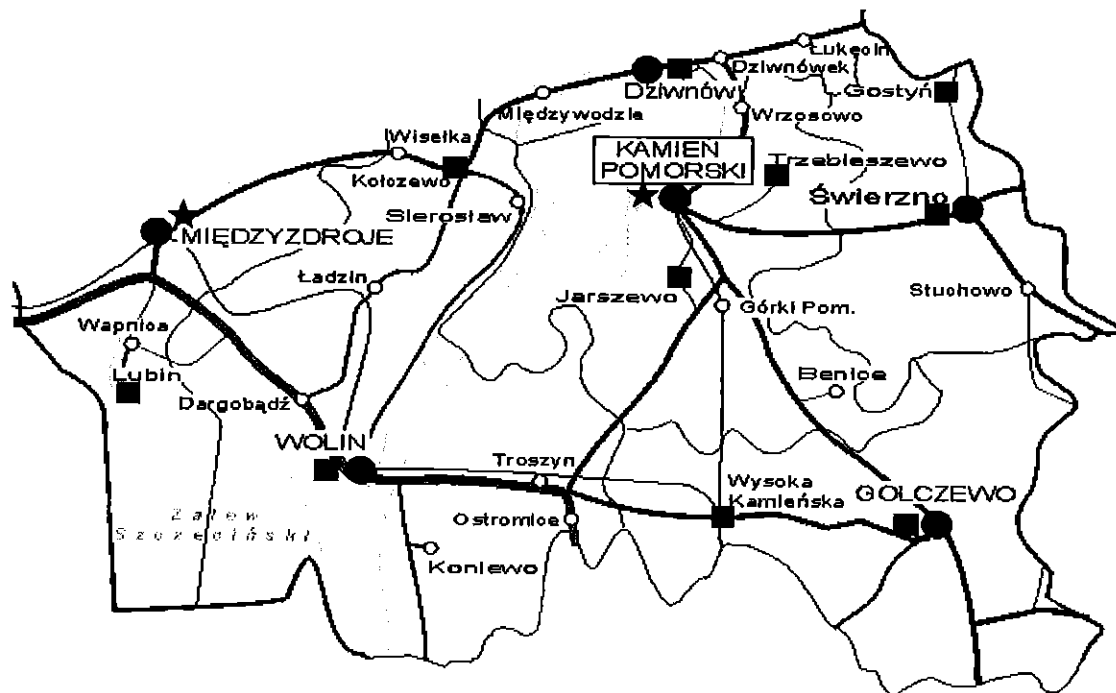 Łukęcin
Dziwnówek
DZIWNÓW
Gostyń
Międzywodzie
Wrzosowo
Wisełka
KAMIEŃ
POMORSKI
Trzebieszewo
Kołczewo
Świerzno
Sierosław
MIĘDZYZDROJE
Ładzin
Jarszewo
Górki Pom.
Stuchowo
Wapnica
Lubin
Benice
Dargobądź
WOLIN
Troszyn
Wysoka
Kamieńska
GOLCZEWO
Ostromice
Zalew
Szczeciński
Koniewo